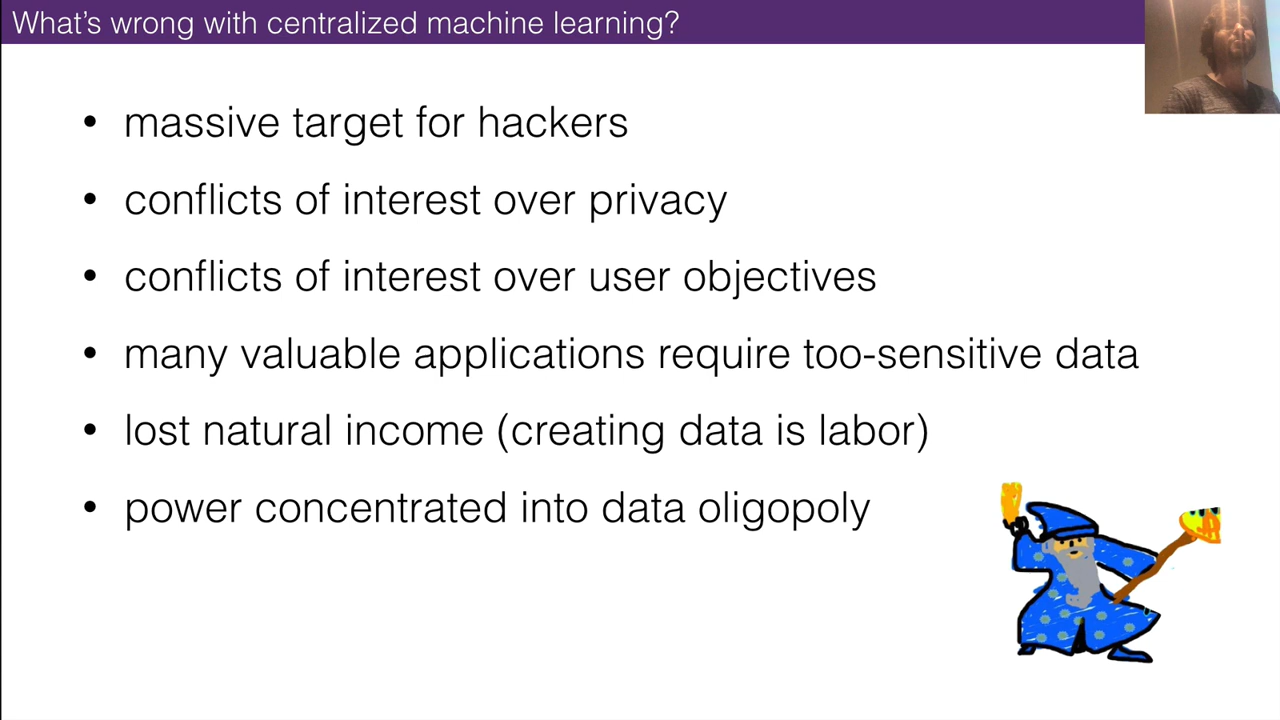 What's wrong with centralized machine learning?
• massive target for hackers
• conflicts of interest over privacy
• conflicts of interest over user objectives
• many valuable applications require too-sensitive data
• lost natural income (creating data is labor)
• power concentrated into data oligopoly